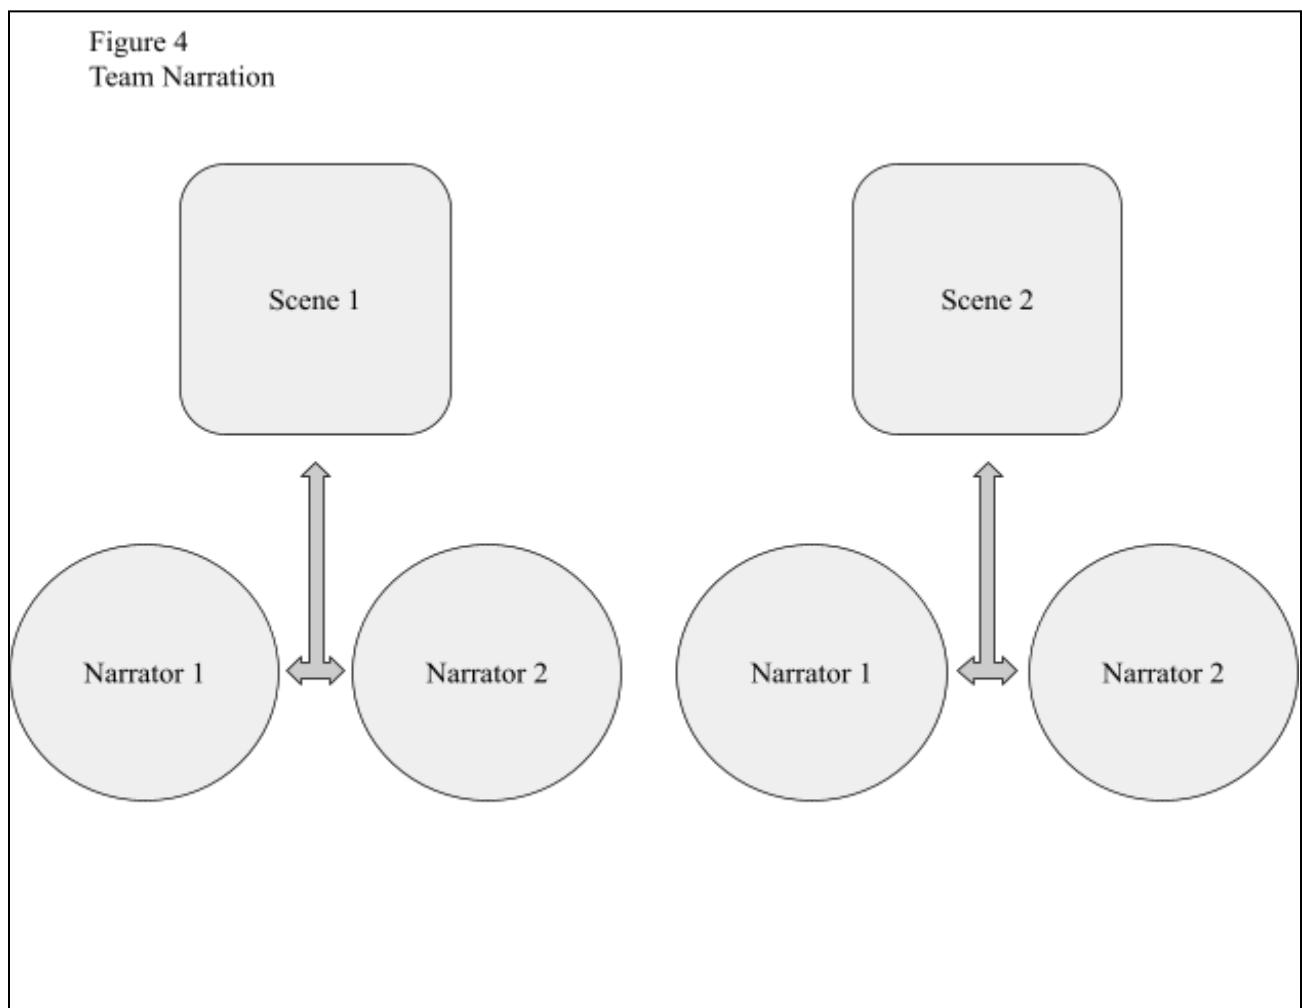 Figure 4
Team Narration
Scene 1
Scene 2
Narrator 1
Narrator 2
Narrator 1
Narrator 2